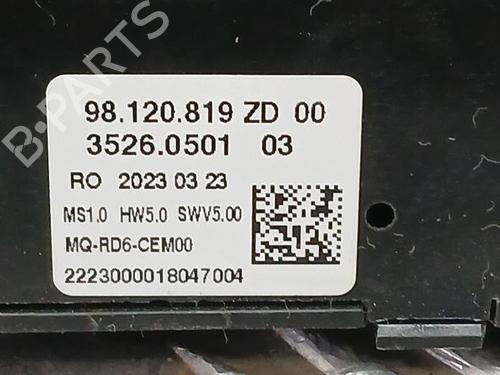 98.120.819 ZD 00
3526.0501 03
RO 2023 03 23
MS1.0 HW5.0 SWV5.00
MQ-RD6-CEM00
2223000018047004
B-PARTS